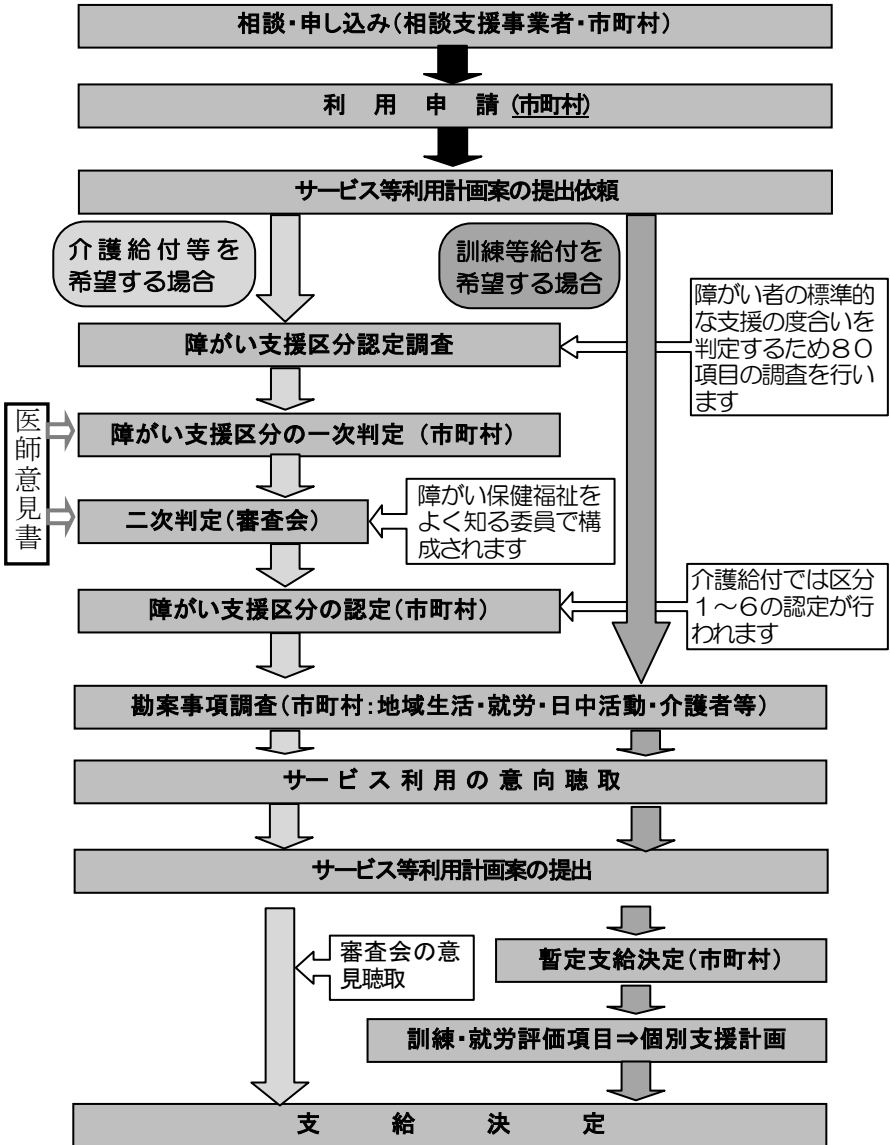 相談・申し込み(相談支援事業者・市町村)
利用申請(市町村)
サービス等利用計画案の提出依頼
介護給付等を
希望する場合
訓練等給付を
希望する場合
障がい者の標準的
な支援の度合いを
判定するため80
項目の調査を行い
ます
障がい支援区分認定調査
医師意見書
障がい支援区分の一次判定(市町村)
二次判定(審査会)
障がい保健福祉を
よく知る委員で構
成されます
介護給付では区分
1~6の認定が行
われます
障がい支援区分の認定(市町村)
勘案事項調査(市町村:地域生活・就労・日中活動・介護者等)
サービス利用の意向聴取
サービス等利用計画案の提出
審査会の意
見聴取
暫定支給決定(市町村)
訓練・就労評価項目⇒個別支援計画
支給決定